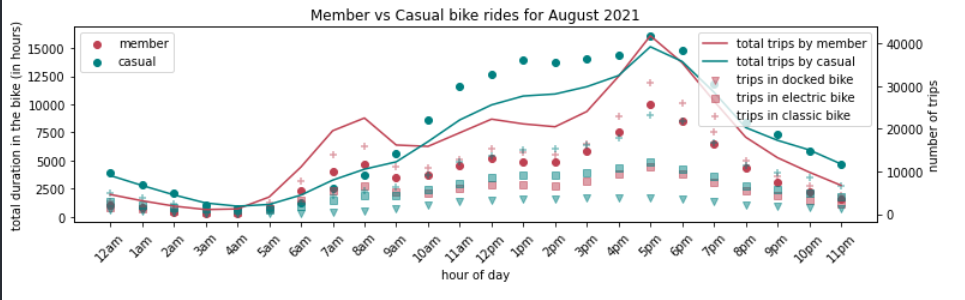 Member vs Casual bike rides for August 2021
total duration in the bike (in hours)
15000
12500
10000
7500
5000
2500
0
member
casual
total trips by member
total trips by casual
trips in docked bike
trips in electric bike
trips in classic bike
40000
30000
20000
10000
0
number of trips
12am 1am 2am 3am 4am 5am 6am 7am 8am 9am 10am 11am 12pm 1pm 2pm 3pm 4pm 5pm 6pm 7pm 8pm 9pm 10pm 11pm
hour of day